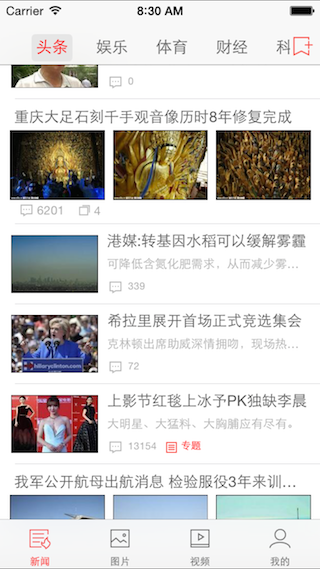 Carrier 8:30 AM
头条 娱乐 体育 财经 科
0
重庆大足石刻千手观音像历时8年修复完成
6201 4
港媒:转基因水稻可以缓解雾霾
可降低含氮化肥需求，从而减少雾...
339
希拉里展开首场正式竞选集会
克林顿出席助威深情拥吻，现场热...
hillaryclinton.com
72
上影节红毯上冰予PK独缺李晨
大明星、大猛料、大胸脯应有尽有。
13154 专题
我军公开航母出航消息 检验服役3年来训...
新闻 图片 视频 我的